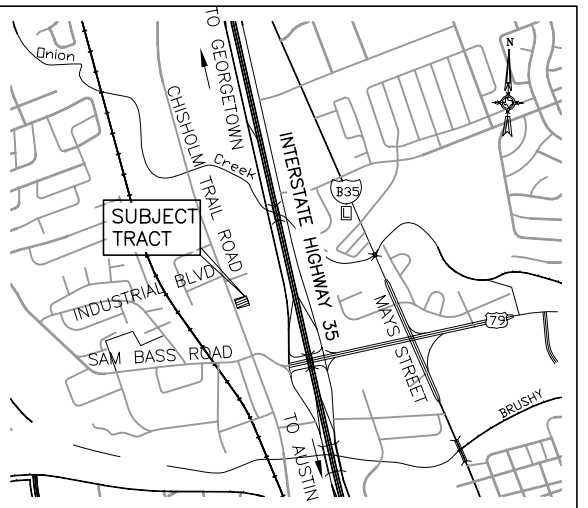 Onion
Creek
TO GEORGETOWN
CHISHOLM TRAIL ROAD
INTERSTATE HIGHWAY 35
N
B35
SUBJECT
TRACT
INDUSTRIAL BLVD
SAM BASS ROAD
MAYS STREET
79
BRUSHY
TO AUSTIN